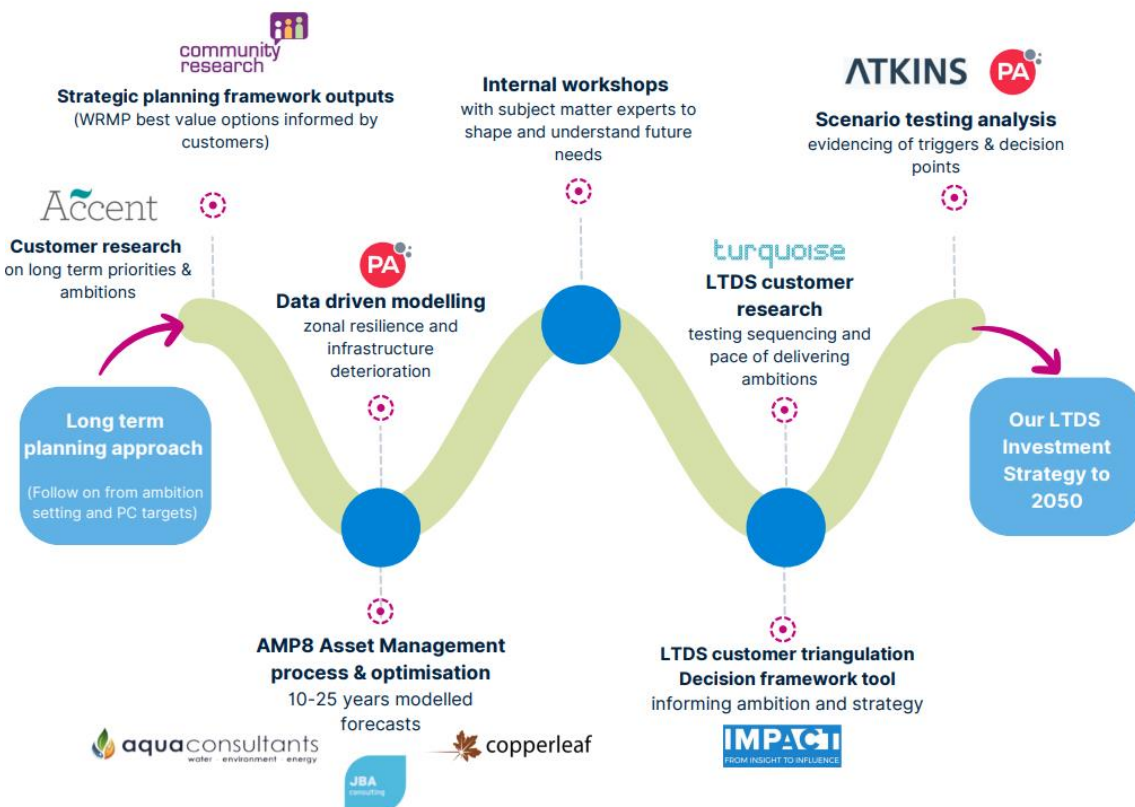 community
research
Strategic planning framework outputs
(WRMP best value options informed by
customers)
Accent
Customer research
on long term priorities &
ambitions
Long term
planning approach
(Follow on from ambition
setting and PC targets)
PA
Data driven modelling
zonal resilience and
infrastructure
deterioration
AMP8 Asset Management
process & optimisation
10-25 years modelled
forecasts
aquaconsultants
water environment energy
JBA
consulting
copperleaf
Internal workshops
with subject matter experts to
shape and understand future
needs
turquoise
LTDS customer
research
testing sequencing and
pace of delivering
ambitions
LTDS customer triangulation
Decision framework tool
informing ambition and strategy
IMPACT
FROM INSIGHT TO INFLUENCE
ATKINS
PA
Scenario testing analysis
evidencing of triggers & decision
points
Our LTDS
Investment
Strategy to
2050